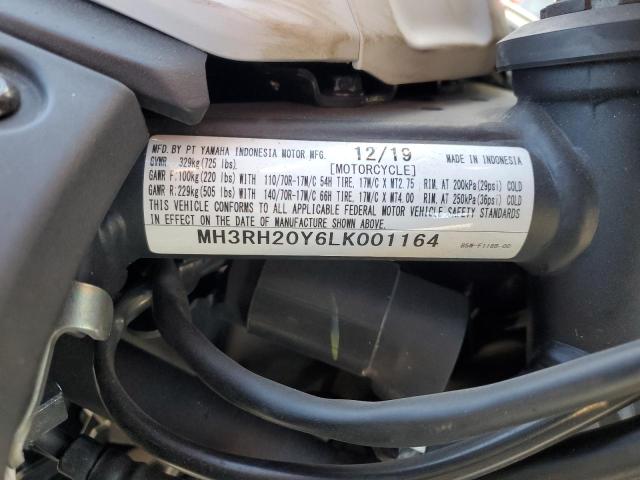 MFD. BY PT YAMAHA INDONESIA MOTOR MFG. 12/19 MADE IN INDONESIA
GVWR 329kg (725 lbs). [MOTORCYCLE]
GAWR F:100kg (220 lbs) WITH 110/70R-17M/C 54H TIRE, 17M/C X MT2.75 RIM, AT 200kPa(29psi) COLD
GAWR R:229kg (505 lbs) WITH 140/70R-17M/C 66H TIRE, 17M/C X MT4.00 RIM, AT 250kPa(36psi) COLD
THIS VEHICLE CONFORMS TO ALL APPLICABLE FEDERAL MOTOR VEHICLE SAFETY STANDARDS
IN EFFECT ON THE DATE OF MANUFACTURE SHOWN ABOVE.
MH3RH20Y6LK001164